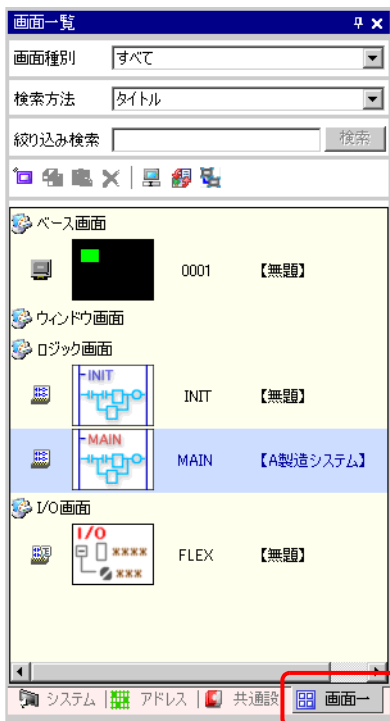 画面一覧
画面種別 すべて
検索方法 タイトル
絞り込み検索 検索
ベース画面
0001 【無題】
ウィンドウ画面
ロジック画面
INIT INIT 【無題】
MAIN MAIN 【A製造システム】
I/O画面
I/O **** *** FLEX 【無題】
システム アドレス 共通設 画面一